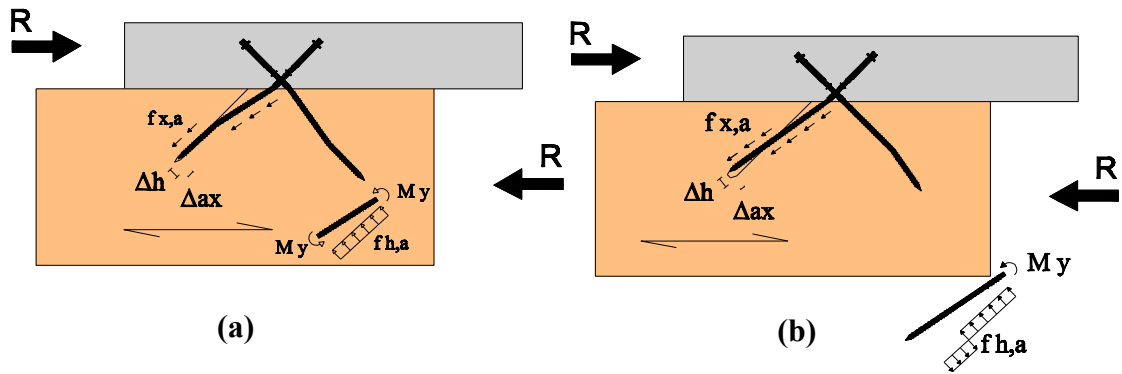 R
f x,a
Δh
Δax
M y
M y
f h,a
R
(a)
R
f x,a
Δh
Δax
R
M y
f h,a
(b)